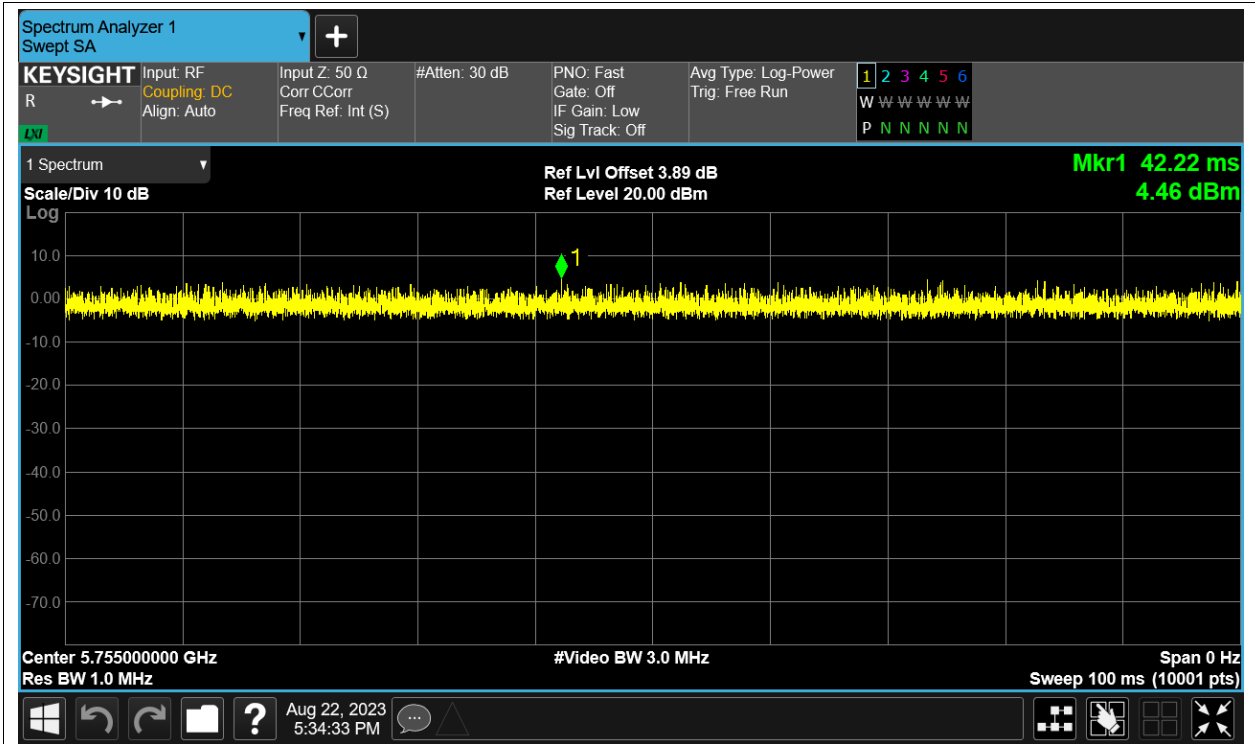 Spectrum Analyzer 1
Swept SA
+
KEYSIGHT
R
LXI
Input: RF
Coupling: DC
Align: Auto
Input Z: 50 Ω
Corr CCorr
Freq Ref: Int (S)
#Atten: 30 dB
PNO: Fast
Gate: Off
IF Gain: Low
Sig Track: Off
Avg Type: Log-Power
Trig: Free Run
1 2 3 4 5 6
W W W W W W
P N N N N N
1 Spectrum
Scale/Div 10 dB
Log
Ref Lvl Offset 3.89 dB
Ref Level 20.00 dBm
Mkr1 42.22 ms
4.46 dBm
1
10.0
0.00
-10.0
-20.0
-30.0
-40.0
-50.0
-60.0
-70.0
Center 5.755000000 GHz
Res BW 1.0 MHz
#Video BW 3.0 MHz
Span 0 Hz
Sweep 100 ms (10001 pts)
?
Aug 22, 2023
5:34:33 PM